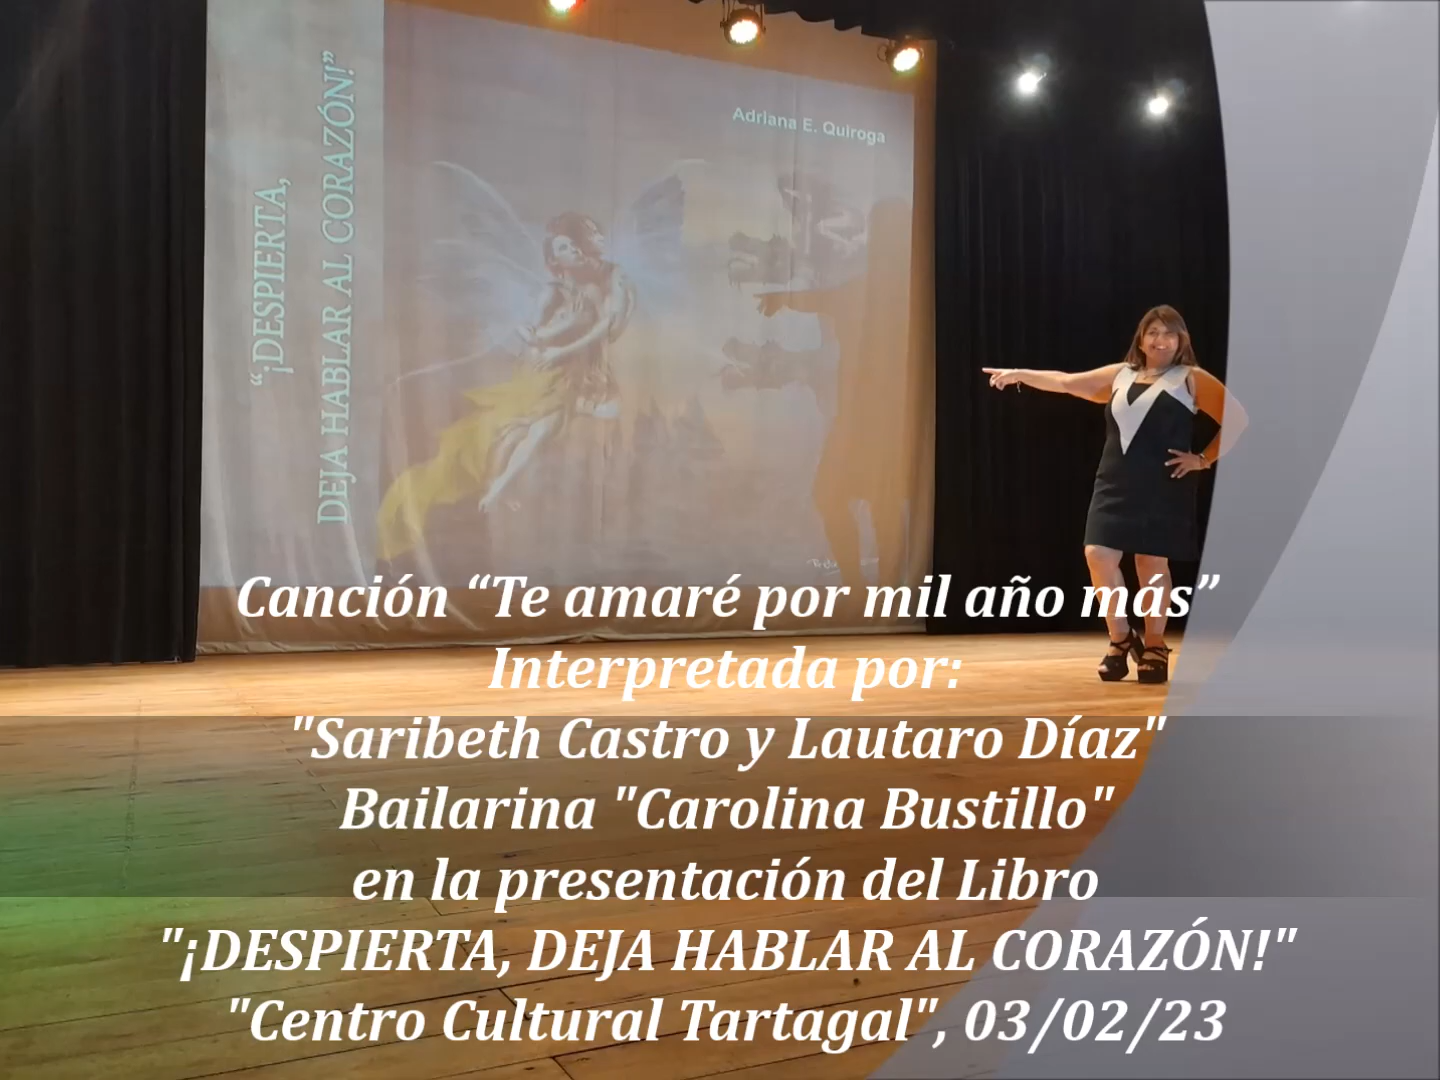 “¡DESPIERTA,
DEJA HABLAR AL CORAZÓN!”
Adriana E. Quiroga
Canción “Te amaré por mil año más”
Interpretada por:
"Saribeth Castro y Lautaro Díaz"
Bailarina "Carolina Bustillo"
en la presentación del Libro
"¡DESPIERTA, DEJA HABLAR AL CORAZÓN!"
"Centro Cultural Tartagal", 03/02/23